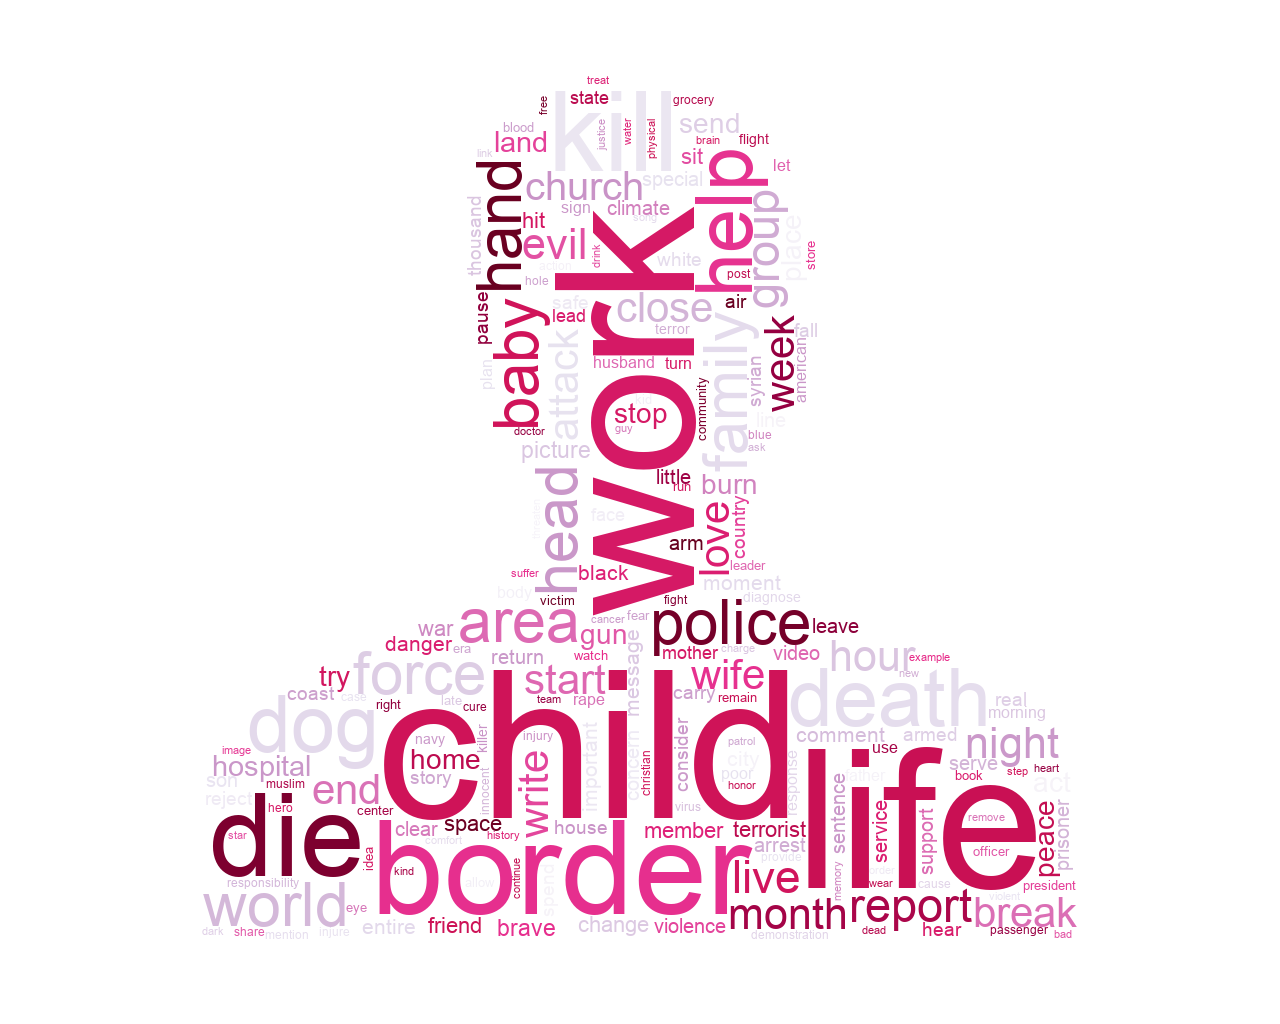 treat
free
state
kill
grocery
blood
justice
water
physical
send
brain
flight
link
land
sit
let
hand
church
special
help
thousand
sign
climate
group
place
hit
evil
drink
white
store
work
hole
post
pause
safe
lead
close
air
baby
attack
terror
family
week
fall
plan
husband
turn
syrian
american
stop
community
line
doctor
guy
blue
ask
picture
head
little
run
burn
face
love
country
arm
suffer
black
leader
body
victim
moment
diagnose
fight
war
area
gun
cancer
fear
police
leave
danger
era
return
watch
message
mother
charge
video
hour
example
try
force
start
concern
wife
new
coast
case
right
late
cure
team
rape
carry
remain
death
real
morning
dog
child
image
navy
killer
injury
important
consider
comment
armed
night
hospital
home
city
patrol
use
son
muslim
story
innocent
write
christian
poor
honor
response
father
serve
book
step
heart
reject
end
virus
life
act
hero
center
die
border
star
clear
space
history
house
member
terrorist
sentence
service
support
remove
peace
prisoner
comfort
arrest
provide
officer
idea
kind
allow
continue
spend
live
memory
wear
order
cause
violent
president
responsibility
world
eye
month
report
break
dark
share
mention
injure
entire
friend
brave
change
violence
demonstration
dead
hear
passenger
bad